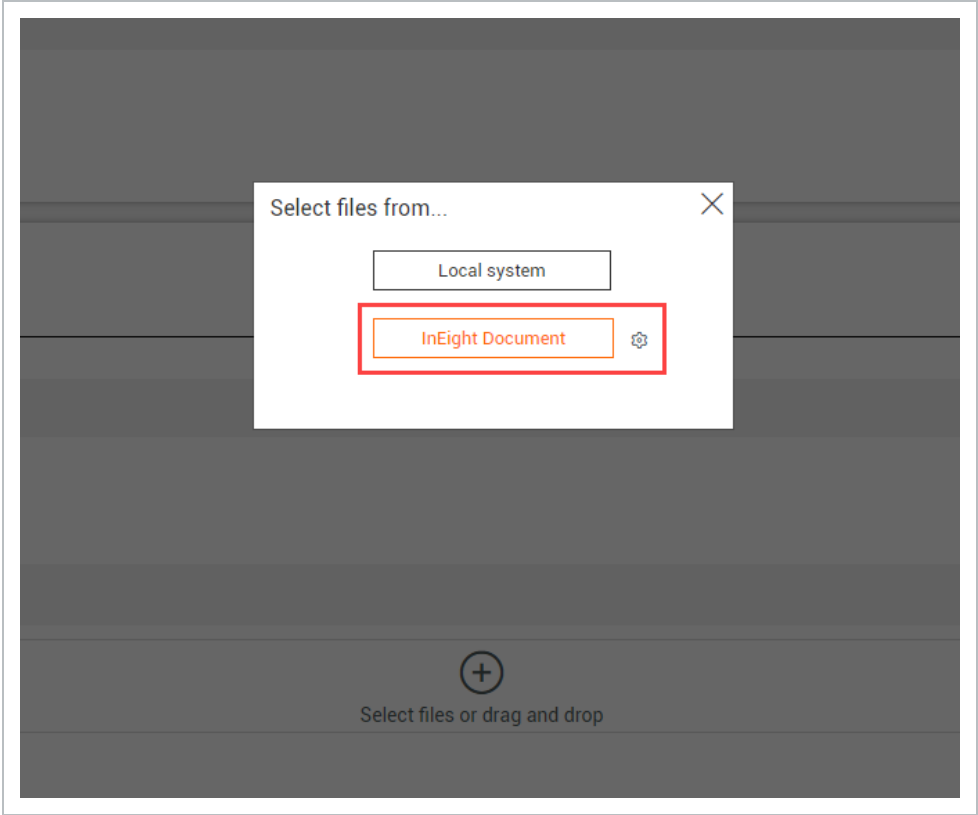 Select files from...
Local system
InEight Document
Select files or drag and drop